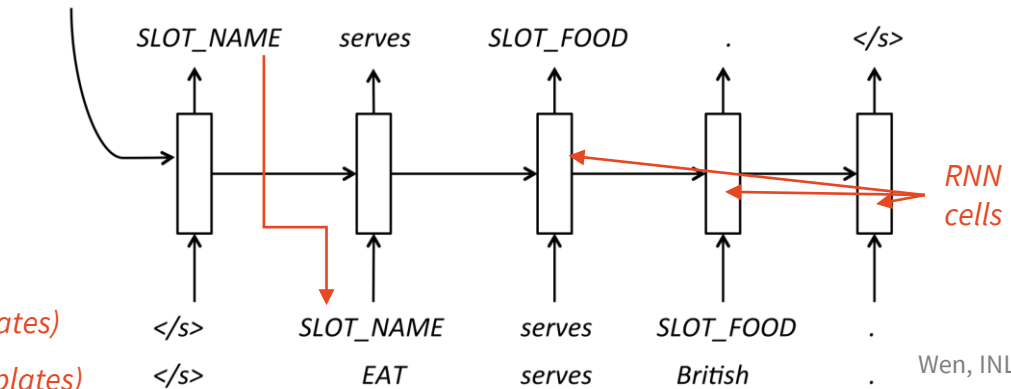 SLOT_NAME serves SLOT_FOOD . </s>
RNN
cells
ates) </s> SLOT_NAME serves SLOT_FOOD .
plates) </s> EAT serves British .
Wen, INL